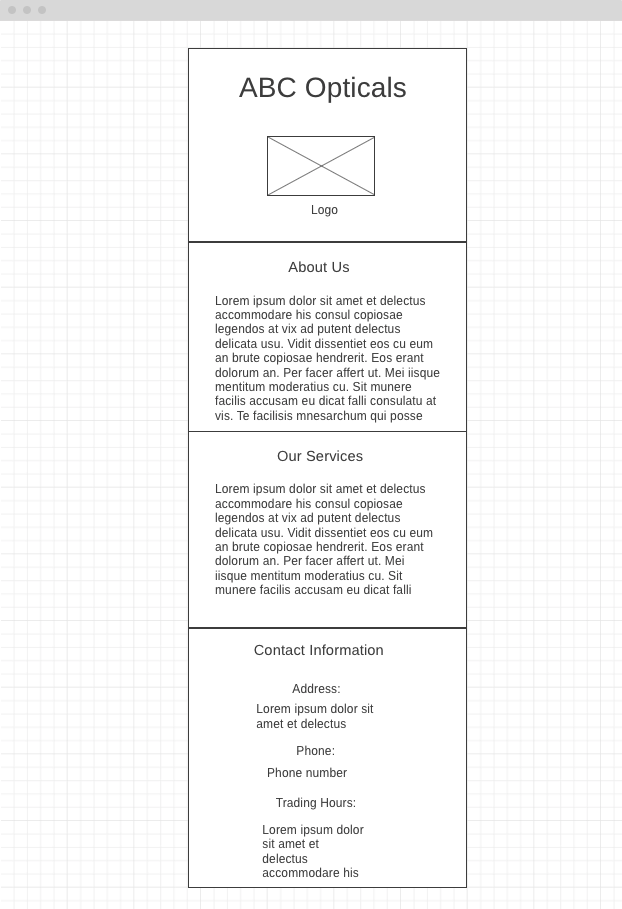 ABC Opticals
Logo
About Us
Lorem ipsum dolor sit amet et delectus
accommodare his consul copiosae
legendos at vix ad putent delectus
delicata usu. Vidit dissentiet eos cu eum
an brute copiosae hendrerit. Eos erant
dolorum an. Per facer affert ut. Mei iisque
mentitum moderatius cu. Sit munere
facilis accusam eu dicat falli consulatu at
vis. Te facilisis mnesarchum qui posse
Our Services
Lorem ipsum dolor sit amet et delectus
accommodare his consul copiosae
legendos at vix ad putent delectus
delicata usu. Vidit dissentiet eos cu eum
an brute copiosae hendrerit. Eos erant
dolorum an. Per facer affert ut. Mei
iisque mentitum moderatius cu. Sit
munere facilis accusam eu dicat falli
Contact Information
Address:
Lorem ipsum dolor sit
amet et delectus
Phone:
Phone number
Trading Hours:
Lorem ipsum dolor
sit amet et
delectus
accommodare his